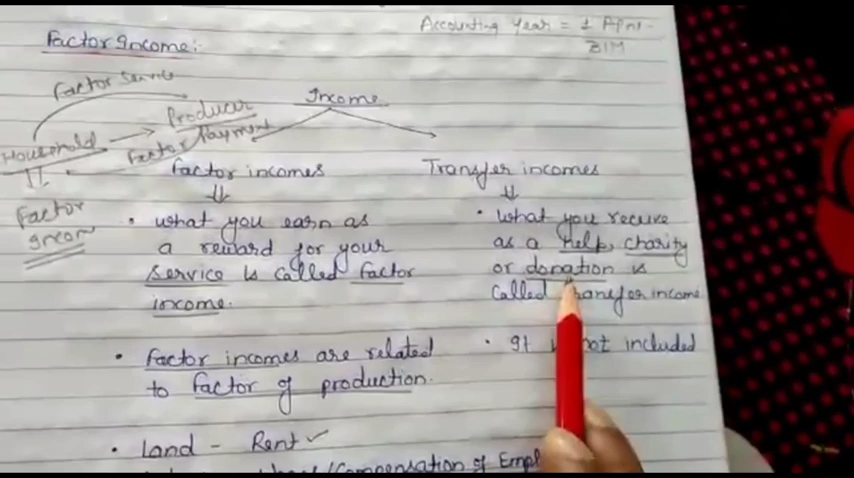 Accounting Year = 1 April -
31M
Factor Income:
Factor Service
Income
Producer
Household
Factor Payment
Factor incomes
Transfer incomes
Factor
Incom
• what you earn as
a reward for your
service is called factor
income.
• what you receive
as a help, charity
or donation is
called transfer income
• factor incomes are related
to factor of production.
• It not included
• Land - Rent ✓
/Compensation of Empl